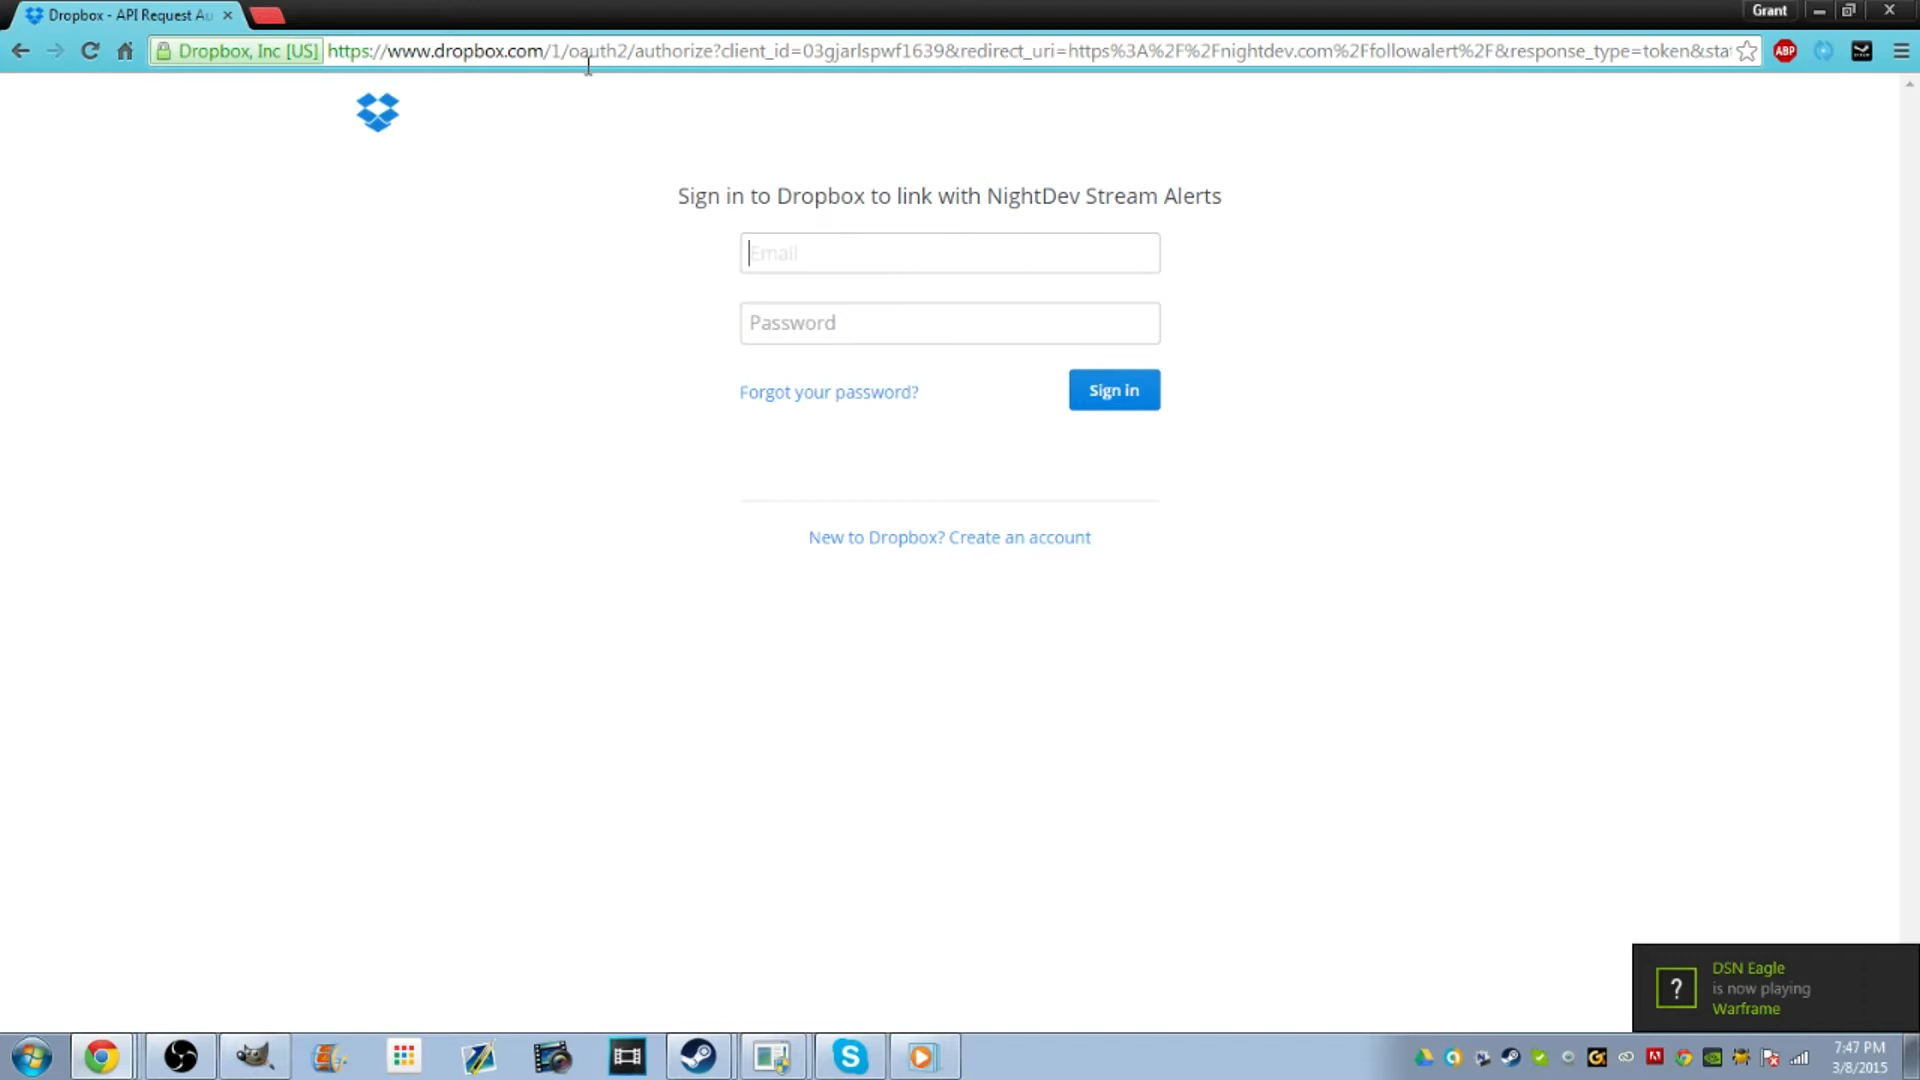 Dropbox - API Request Au
Grant
Dropbox, Inc [US]
https://www.dropbox.com/1/oauth2/authorize?client_id=03gjarlspwf1639&redirect_uri=https%3A%2F%2Fnightdev.com%2Ffollowalert%2F&response_type=token&sta
ABP
Sign in to Dropbox to link with NightDev Stream Alerts
Email
Password
Forgot your password?
Sign in
New to Dropbox? Create an account
DSN Eagle
is now playing
Warframe
7:47 PM
3/8/2015